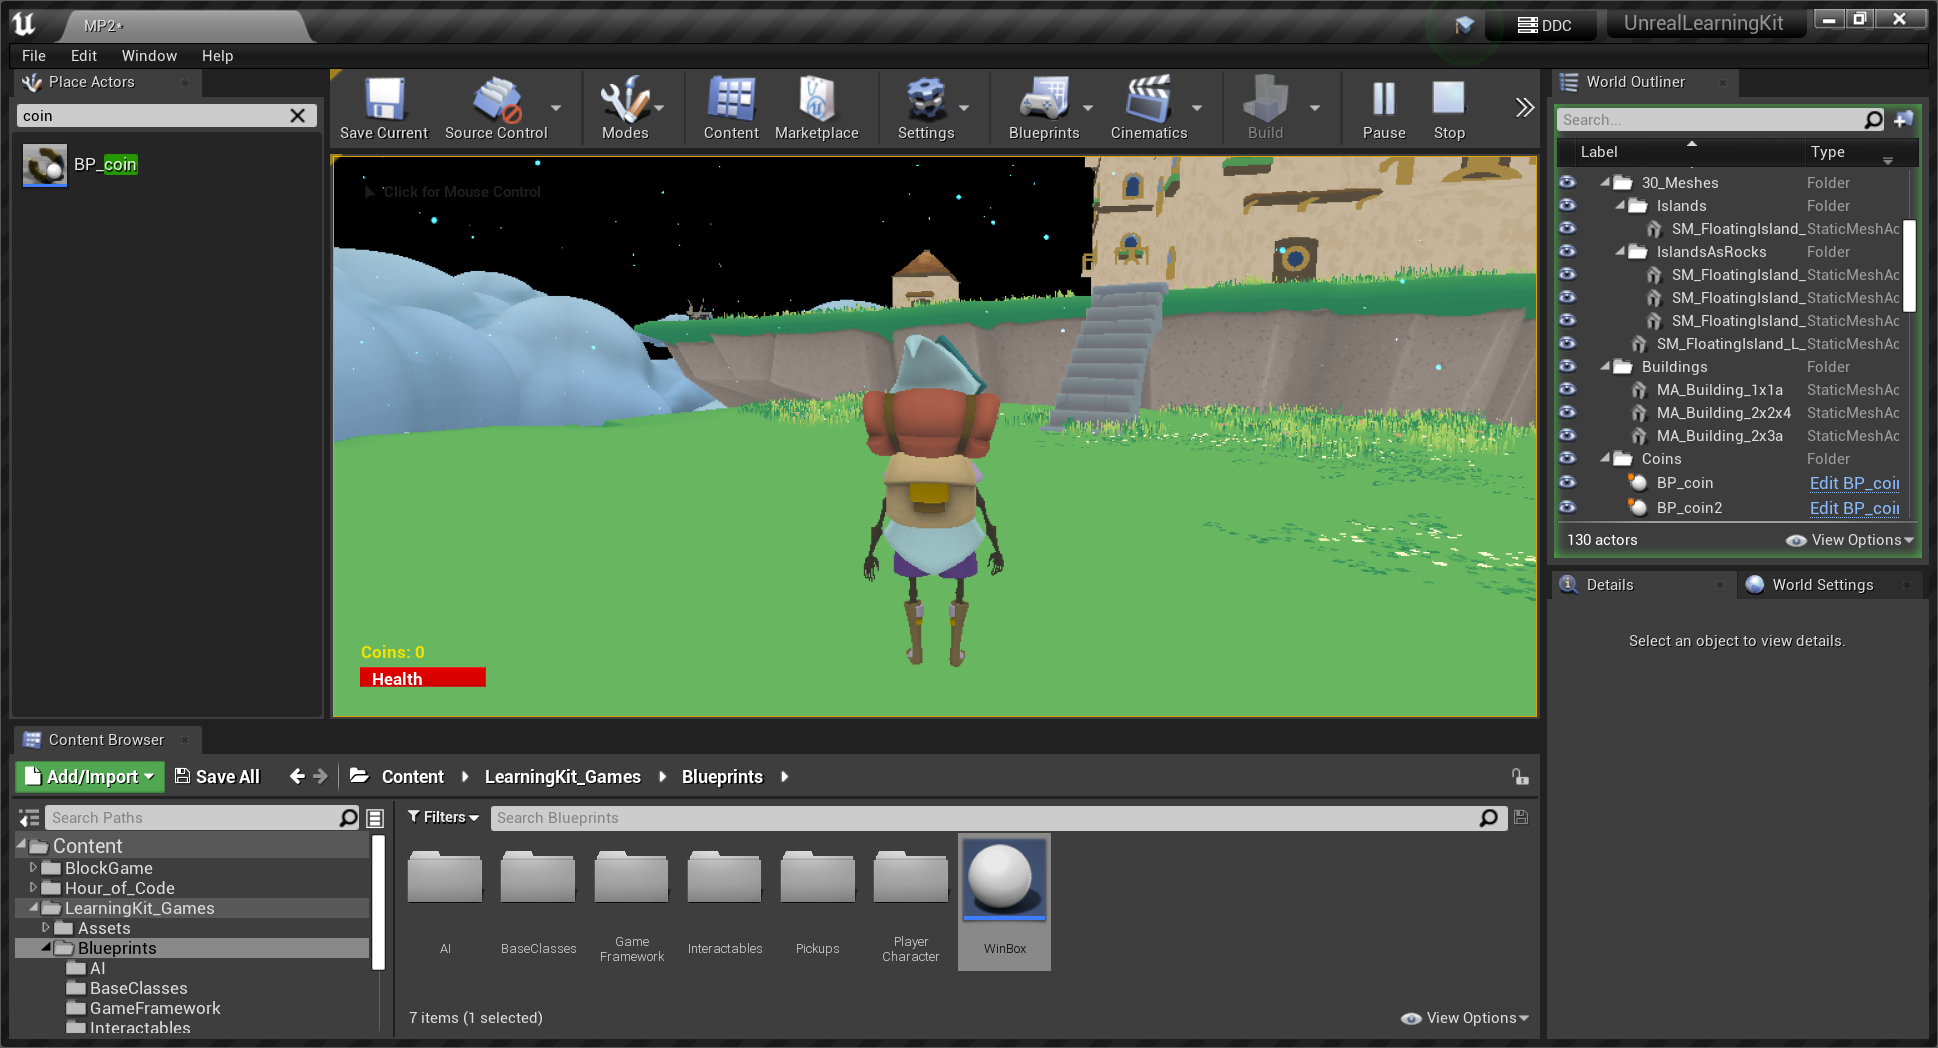 MP2*
DDC
UnrealLearningKit
File Edit Window Help
Place Actors
coin
BP_coin
Save Current
Source Control
Modes
Content
Marketplace
Settings
Blueprints
Cinematics
Build
Pause
Stop
Click for Mouse Control
Coins: 0
Health
World Outliner
Search...
Label Type
30_Meshes Folder
Islands Folder
SM_FloatingIsland_ StaticMeshAc
IslandsAsRocks Folder
SM_FloatingIsland_ StaticMeshAc
SM_FloatingIsland_ StaticMeshAc
SM_FloatingIsland_ StaticMeshAc
SM_FloatingIsland_L_ StaticMeshAc
Buildings Folder
MA_Building_1x1a StaticMeshAc
MA_Building_2x2x4 StaticMeshAc
MA_Building_2x3a StaticMeshAc
Coins Folder
BP_coin Edit BP_coin
BP_coin2 Edit BP_coin
130 actors View Options
Details World Settings
Select an object to view details.
Content Browser
Add/Import Save All Content LearningKit_Games Blueprints
Search Paths
Content
BlockGame
Hour_of_Code
LearningKit_Games
Assets
Blueprints
AI
BaseClasses
GameFramework
Interactables
Filters Search Blueprints
AI
BaseClasses
Game
Framework
Interactables
Pickups
Player
Character
WinBox
7 items (1 selected) View Options